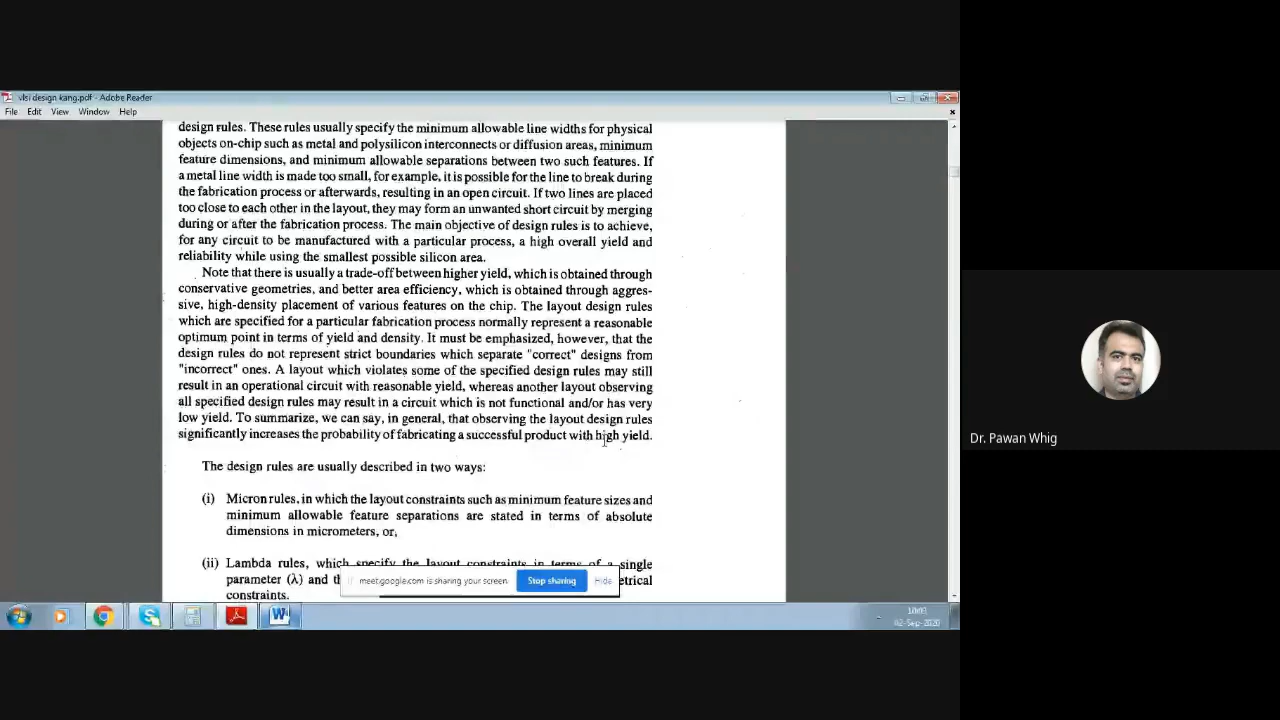 vlsi design kang.pdf - Adobe Reader
File Edit View Window Help
design rules. These rules usually specify the minimum allowable line widths for physical
objects on-chip such as metal and polysilicon interconnects or diffusion areas, minimum
feature dimensions, and minimum allowable separations between two such features. If
a metal line width is made too small, for example, it is possible for the line to break during
the fabrication process or afterwards, resulting in an open circuit. If two lines are placed
too close to each other in the layout, they may form an unwanted short circuit by merging
during or after the fabrication process. The main objective of design rules is to achieve,
for any circuit to be manufactured with a particular process, a high overall yield and
reliability while using the smallest possible silicon area.
Note that there is usually a trade-off between higher yield, which is obtained through
conservative geometries, and better area efficiency, which is obtained through aggres-
sive, high-density placement of various features on the chip. The layout design rules
which are specified for a particular fabrication process normally represent a reasonable
optimum point in terms of yield and density. It must be emphasized, however, that the
design rules do not represent strict boundaries which separate "correct" designs from
"incorrect" ones. A layout which violates some of the specified design rules may still
result in an operational circuit with reasonable yield, whereas another layout observing
all specified design rules may result in a circuit which is not functional and/or has very
low yield. To summarize, we can say, in general, that observing the layout design rules
significantly increases the probability of fabricating a successful product with high yield.
The design rules are usually described in two ways:
(i) Micron rules, in which the layout constraints such as minimum feature sizes and
minimum allowable feature separations are stated in terms of absolute
dimensions in micrometers, or,
(ii) Lambda rules, which specify the layout constraints in terms of a single
parameter (λ) and
constraints.
meet.google.com is sharing your screen Stop sharing Hide
02-Sep-2020
Dr. Pawan Whig